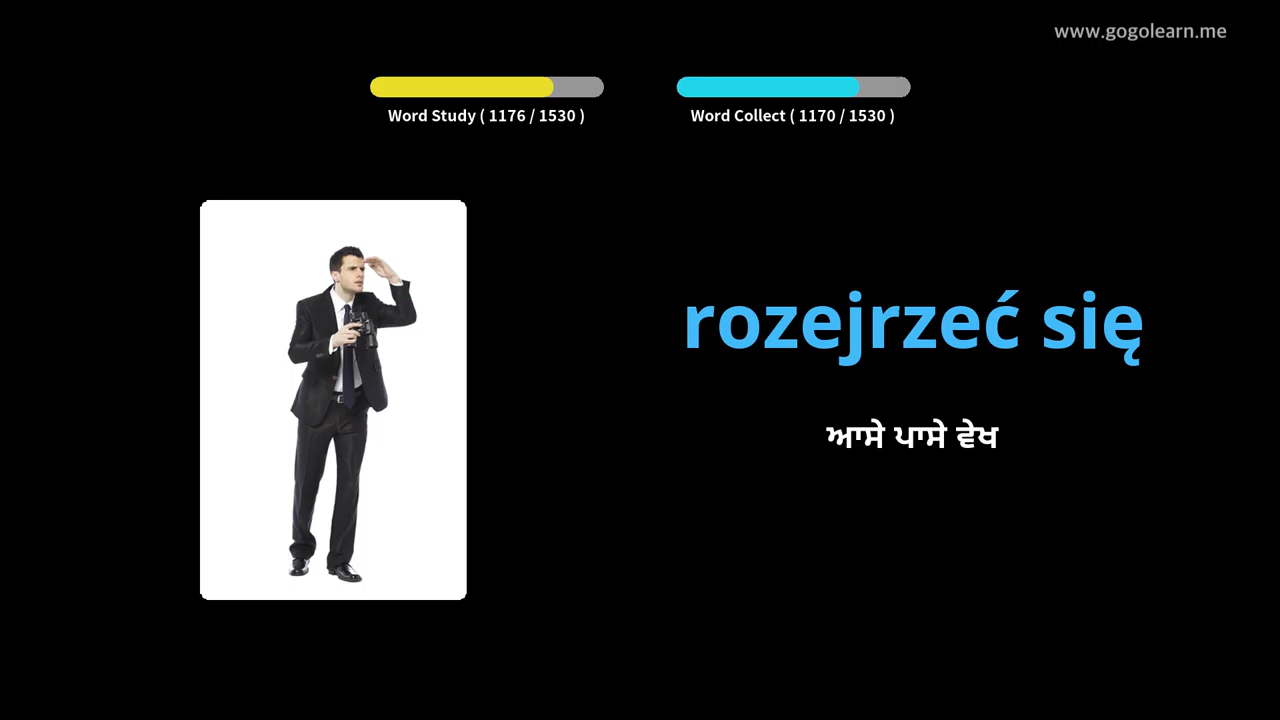 www.gogolearn.me
Word Study ( 1176 / 1530 )
Word Collect ( 1170 / 1530 )
rozejrzeć się
ਆਸੇ ਪਾਸੇ ਵੇਖ